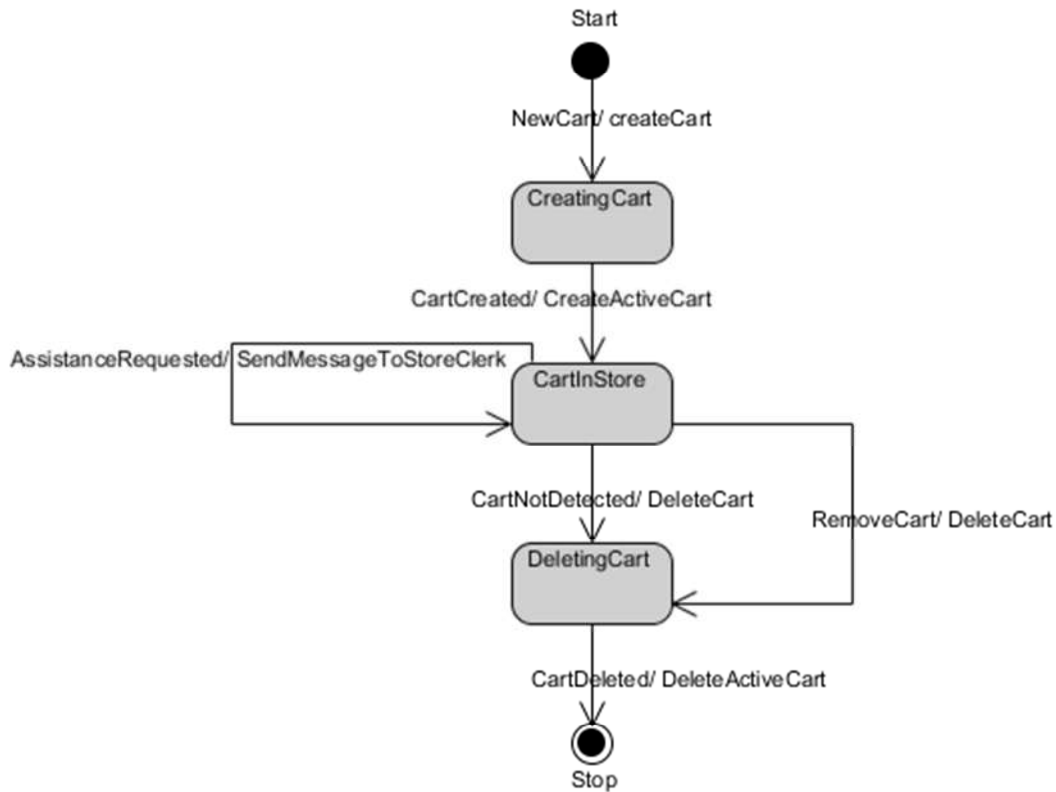 Start
NewCart/ createCart
CreatingCart
CartCreated/ CreateActiveCart
AssistanceRequested/ SendMessageToStoreClerk
CartInStore
CartNotDetected/ DeleteCart
RemoveCart/ DeleteCart
DeletingCart
CartDeleted/ DeleteActiveCart
Stop